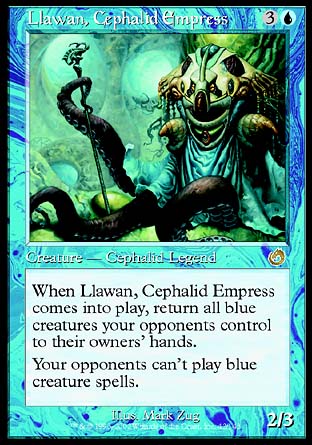 Llawan, Cephalid Empress 3
Creature — Cephalid Legend
When Llawan, Cephalid Empress
comes into play, return all blue
creatures your opponents control
to their owners' hands.
Your opponents can't play blue
creature spells.
Illus. Mark Zug
2/3